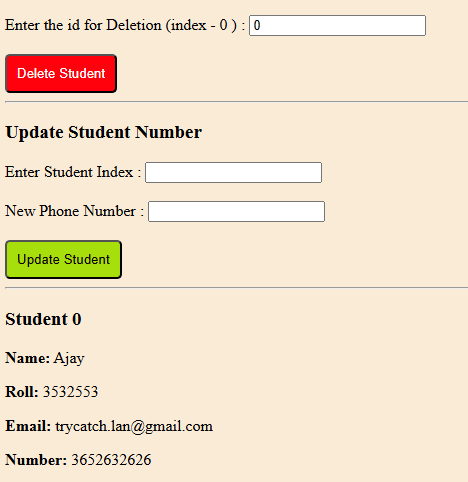 Enter the id for Deletion (index - 0 ) : 0
Delete Student
Update Student Number
Enter Student Index :
New Phone Number :
Update Student
Student 0
Name: Ajay
Roll: 3532553
Email: trycatch.lan@gmail.com
Number: 3652632626